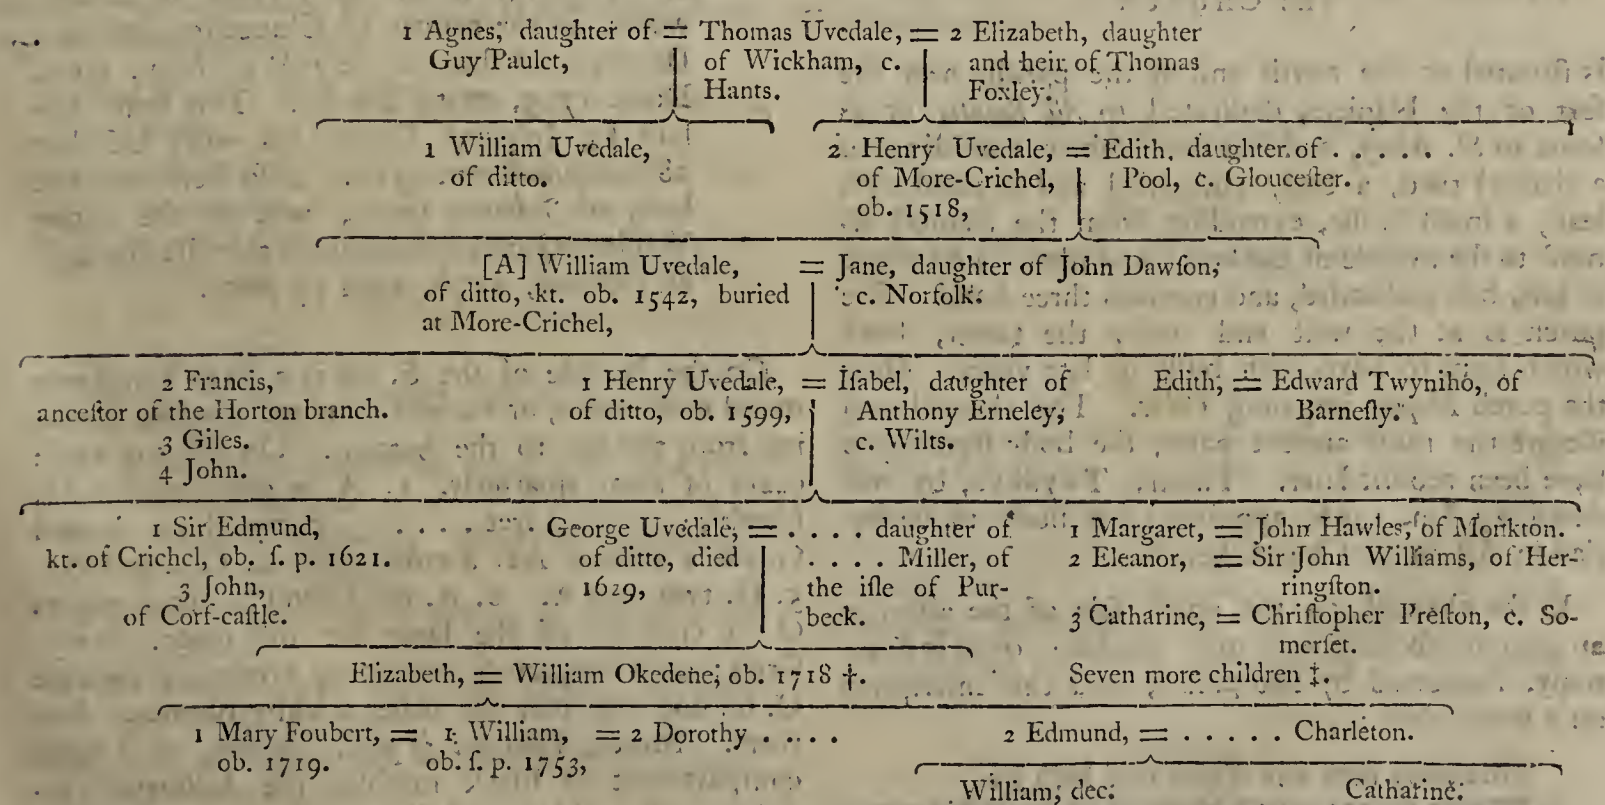 1 Agnes, daughter of = Thomas Uvedale, = 2 Elizabeth, daughter
Guy Paulet, of Wickham, c. and heir of Thomas
Hants. Foxley.
1 William Uvedale, 2 Henry Uvedale, = Edith, daughter of . . . . . .
of ditto. of More-Crichel, Pool, c. Glouceſter.
ob. 1518,
[A] William Uvedale, = Jane, daughter of John Dawſon,
of ditto, kt. ob. 1542, buried c. Norfolk.
at More-Crichel,
2 Francis, 1 Henry Uvedale, = Iſabel, daughter of Edith, = Edward Twyniho, of
anceſtor of the Horton branch. of ditto, ob. 1599, Anthony Erneley, Barneſly.
3 Giles. c. Wilts.
4 John.
1 Sir Edmund, . . . . . . . George Uvedale, = . . . . daughter of 1 Margaret, = John Hawles, of Monkton.
kt. of Crichel, ob. ſ. p. 1621. of ditto, died . . . . Miller, of 2 Eleanor, = Sir John Williams, of Her-
3 John, 1629, the iſle of Pur- ringſton.
of Corf-caſtle. beck. 3 Catharine, = Chriſtopher Preſton, c. So-
merſet.
Elizabeth, = William Okedene, ob. 1718 †. Seven more children ‡.
1 Mary Foubert, = 1 William, = 2 Dorothy . . . . 2 Edmund, = . . . . . Charleton.
ob. 1719. ob. ſ. p. 1753,
William, dec. Catharine.